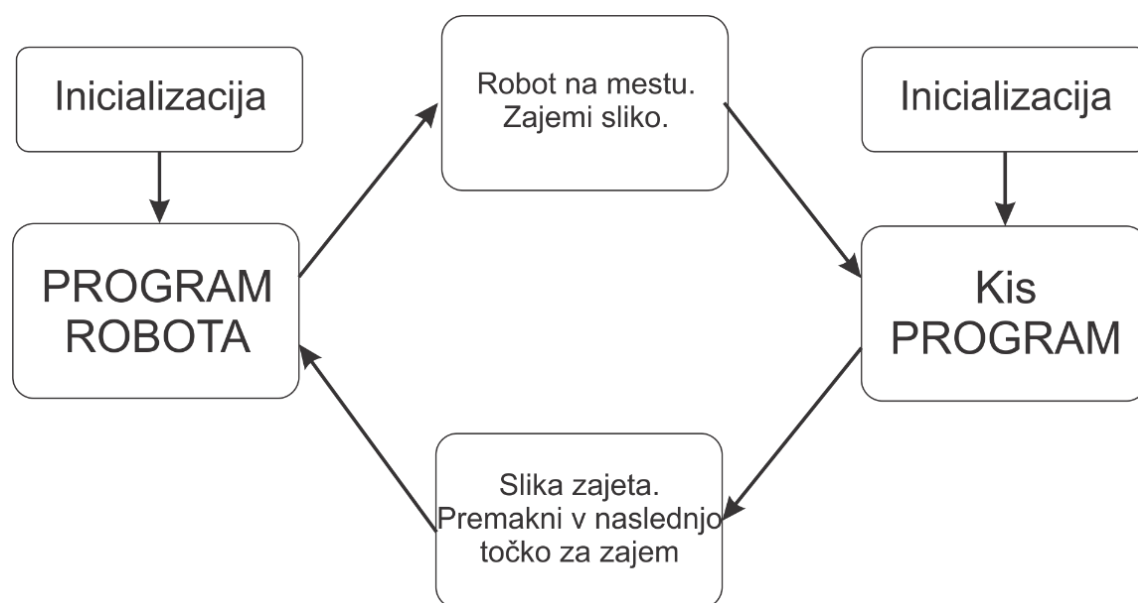 Inicializacija
Robot na mestu.
Zajemi sliko.
Inicializacija
PROGRAM
ROBOTA
Kis
PROGRAM
Slika zajeta.
Premakni v naslednjo
točko za zajem